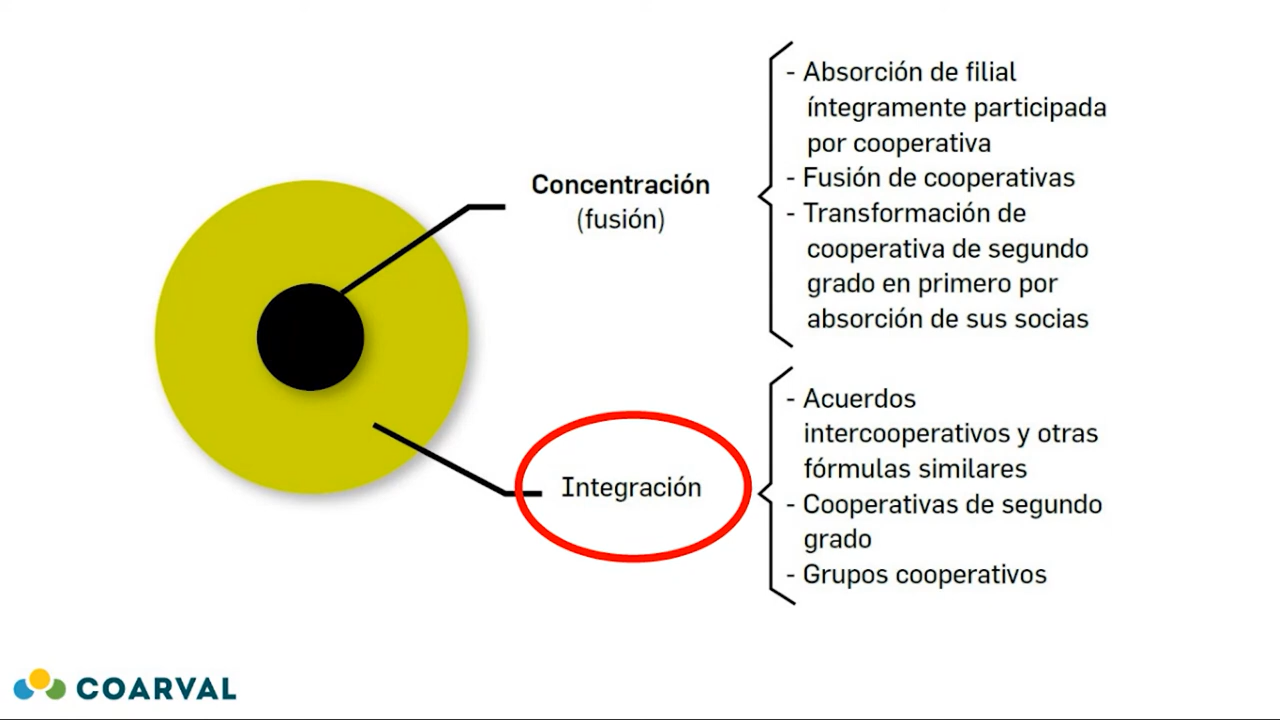 Concentración
(fusión)
- Absorción de filial
íntegramente participada
por cooperativa
- Fusión de cooperativas
- Transformación de
cooperativa de segundo
grado en primero por
absorción de sus socias
Integración
- Acuerdos
intercooperativos y otras
fórmulas similares
- Cooperativas de segundo
grado
- Grupos cooperativos
COARVAL